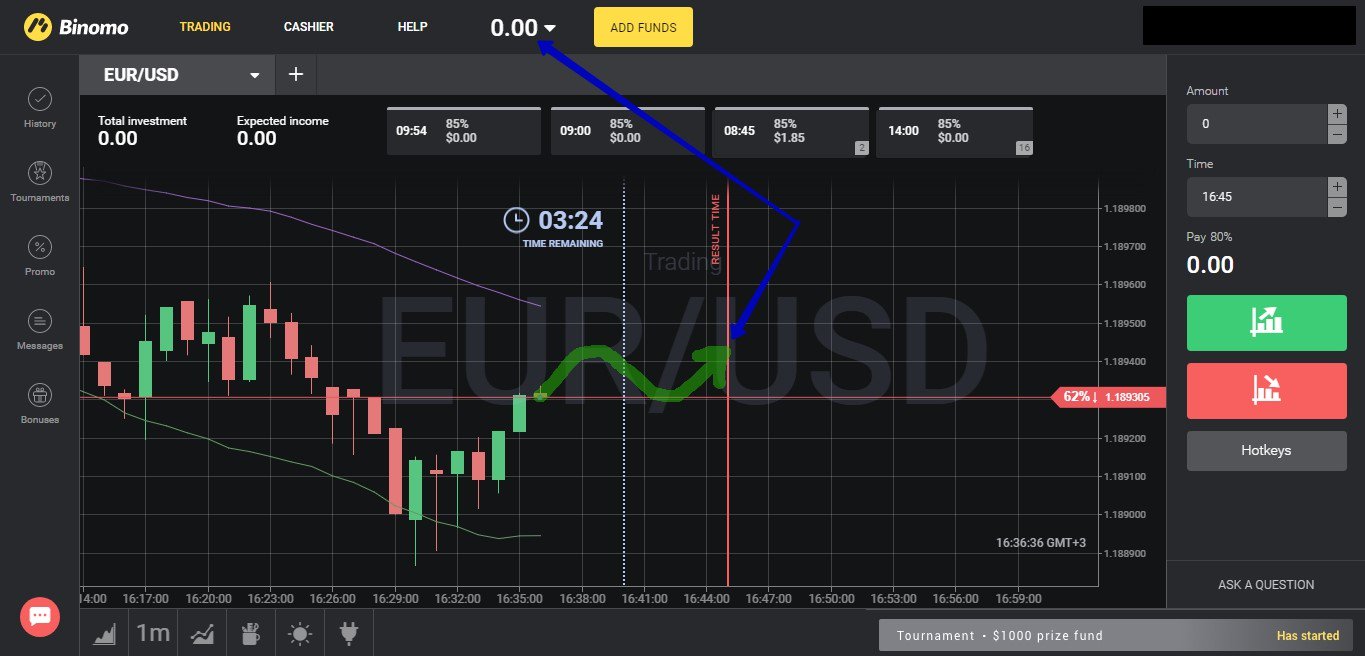 Binomo
TRADING
CASHIER
HELP
0.00
ADD FUNDS
EUR/USD
+
History
Tournaments
Promo
Messages
Bonuses
Total investment
0.00
Expected income
0.00
09:54
85%
$0.00
09:00
85%
$0.00
08:45
85%
$1.85
2
14:00
85%
$0.00
16
03:24
TIME REMAINING
RESULT TIME
Trading
EUR/USD
1.189800
1.189700
1.189600
1.189500
1.189400
62%↓ 1.189305
1.189200
1.189100
1.189000
1.188900
16:36:36 GMT+3
14:00 16:17:00 16:20:00 16:23:00 16:26:00 16:29:00 16:32:00 16:35:00 16:38:00 16:41:00 16:44:00 16:47:00 16:50:00 16:53:00 16:56:00 16:59:00
1m
Amount
0
+
−
Time
16:45
+
−
Pay 80%
0.00
Hotkeys
ASK A QUESTION
Tournament • $1000 prize fund
Has started